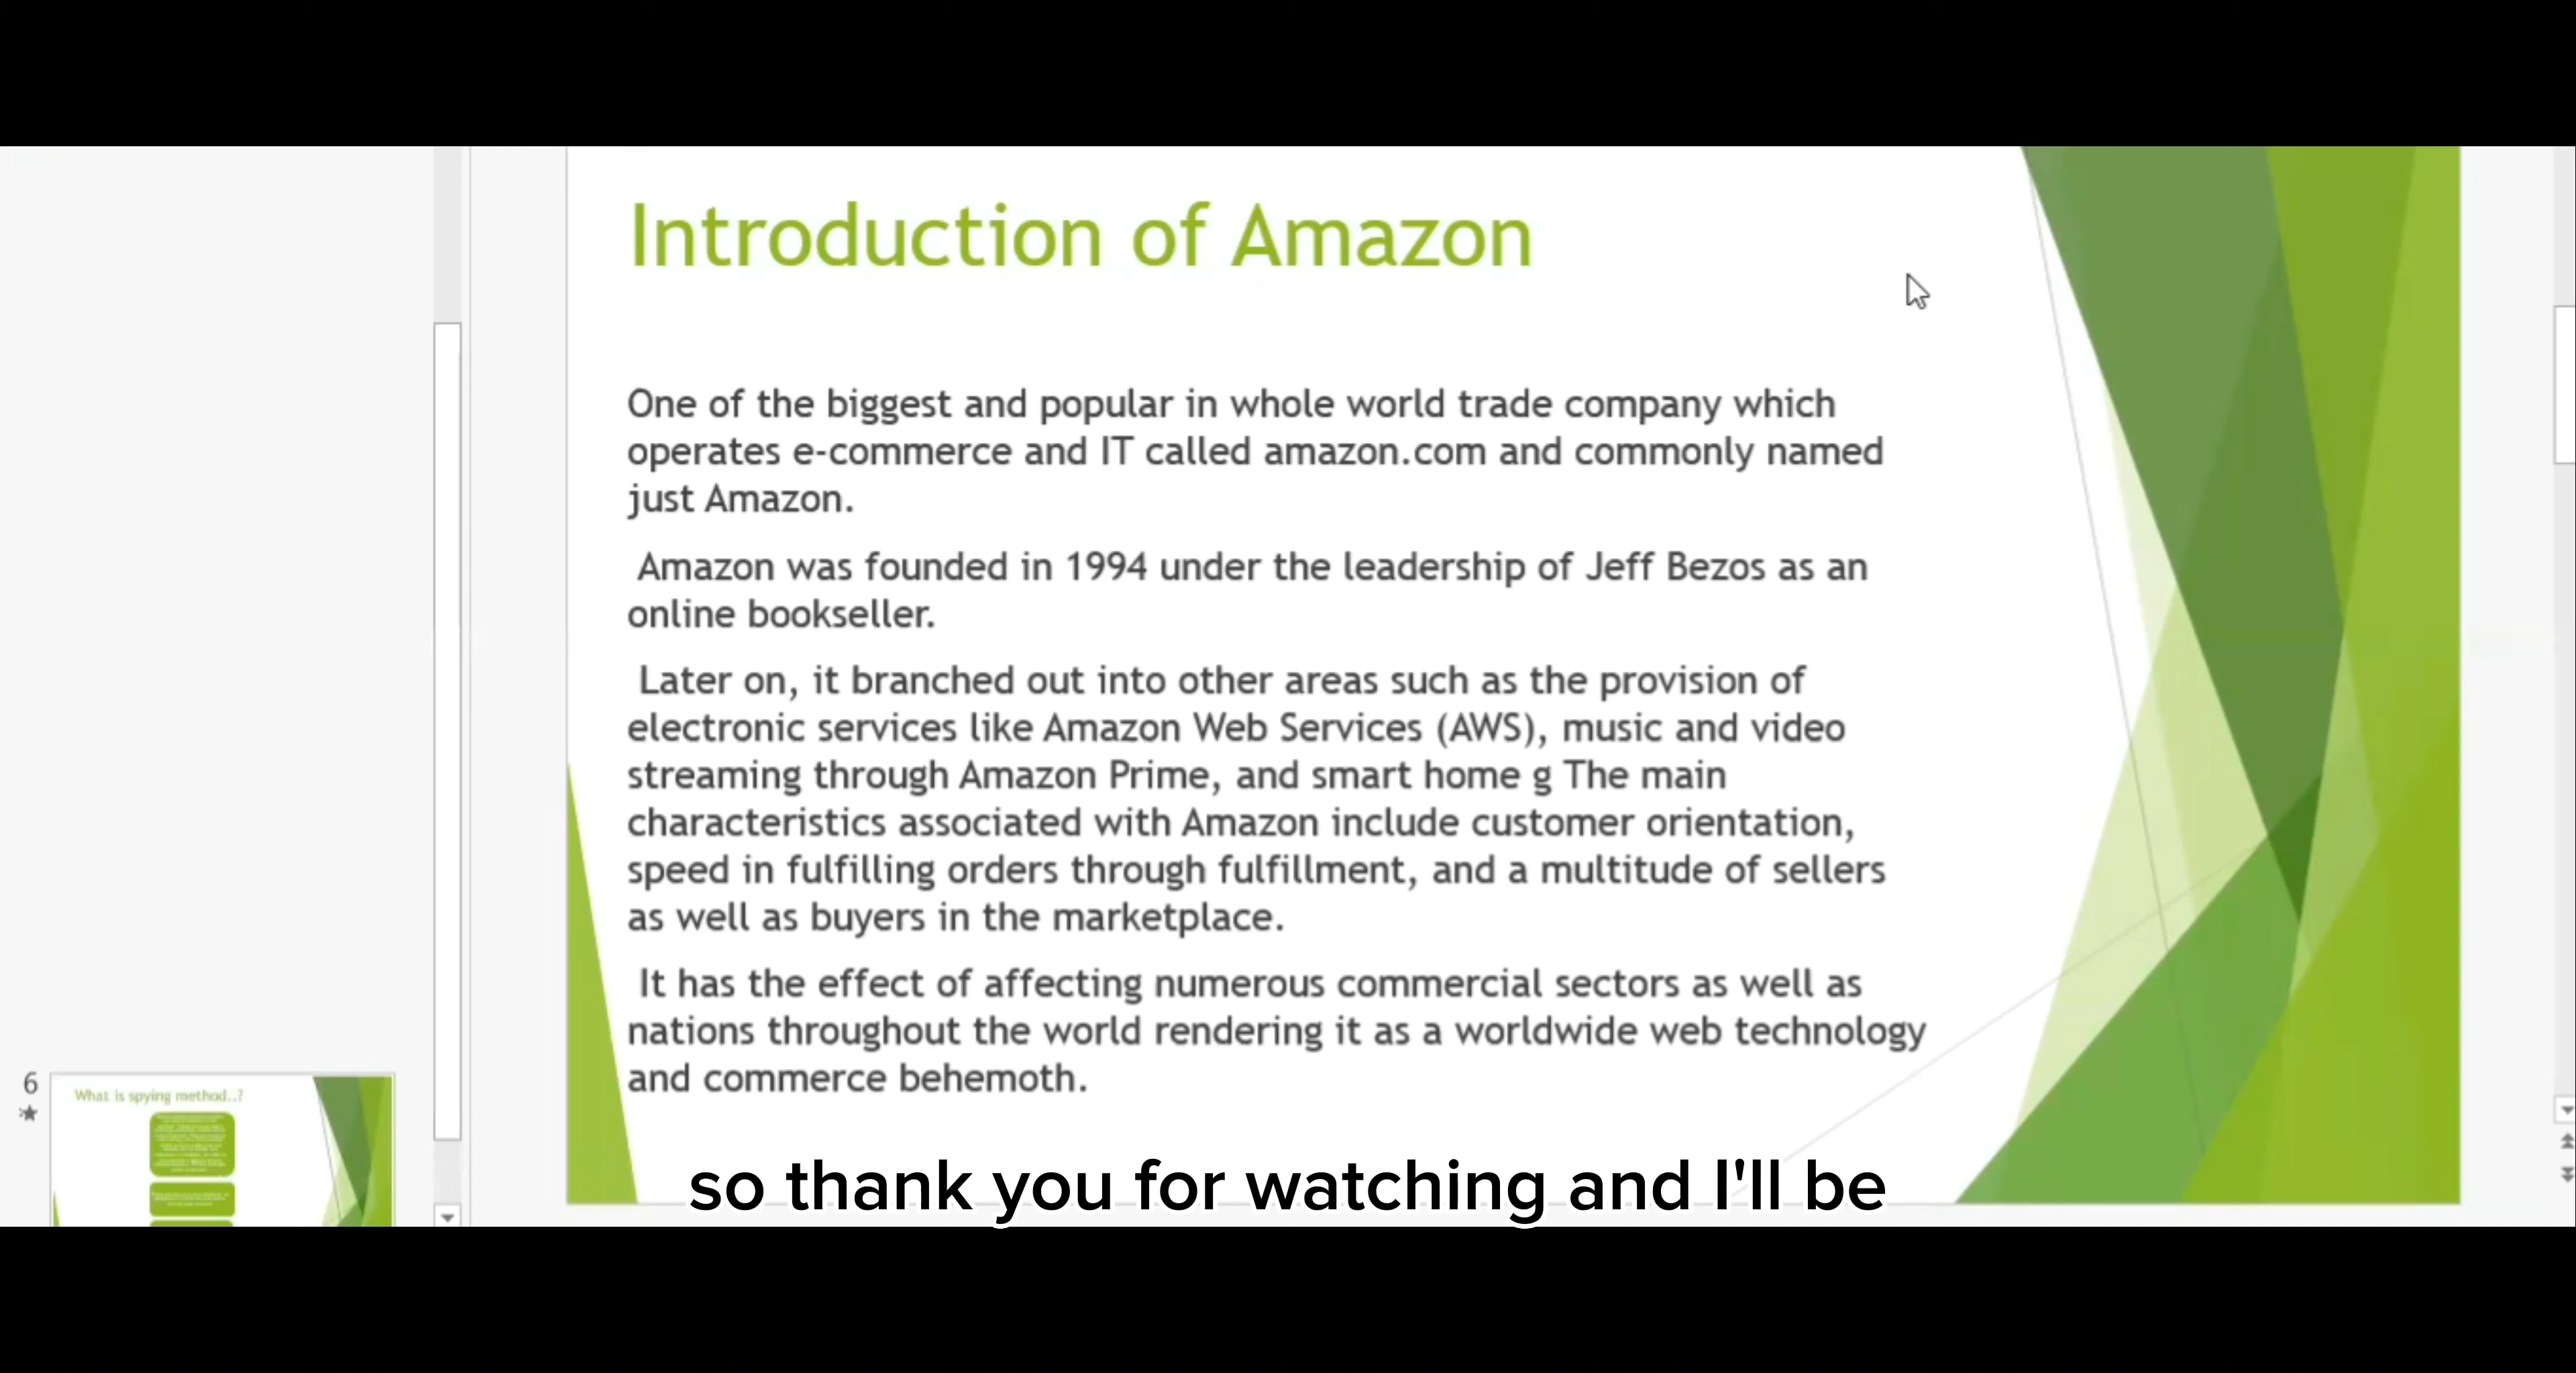 Introduction of Amazon
One of the biggest and popular in whole world trade company which
operates e-commerce and IT called amazon.com and commonly named
just Amazon.
Amazon was founded in 1994 under the leadership of Jeff Bezos as an
online bookseller.
Later on, it branched out into other areas such as the provision of
electronic services like Amazon Web Services (AWS), music and video
streaming through Amazon Prime, and smart home g The main
characteristics associated with Amazon include customer orientation,
speed in fulfilling orders through fulfillment, and a multitude of sellers
as well as buyers in the marketplace.
It has the effect of affecting numerous commercial sectors as well as
nations throughout the world rendering it as a worldwide web technology
and commerce behemoth.
6
What is spying method..?
so thank you for watching and I'll be